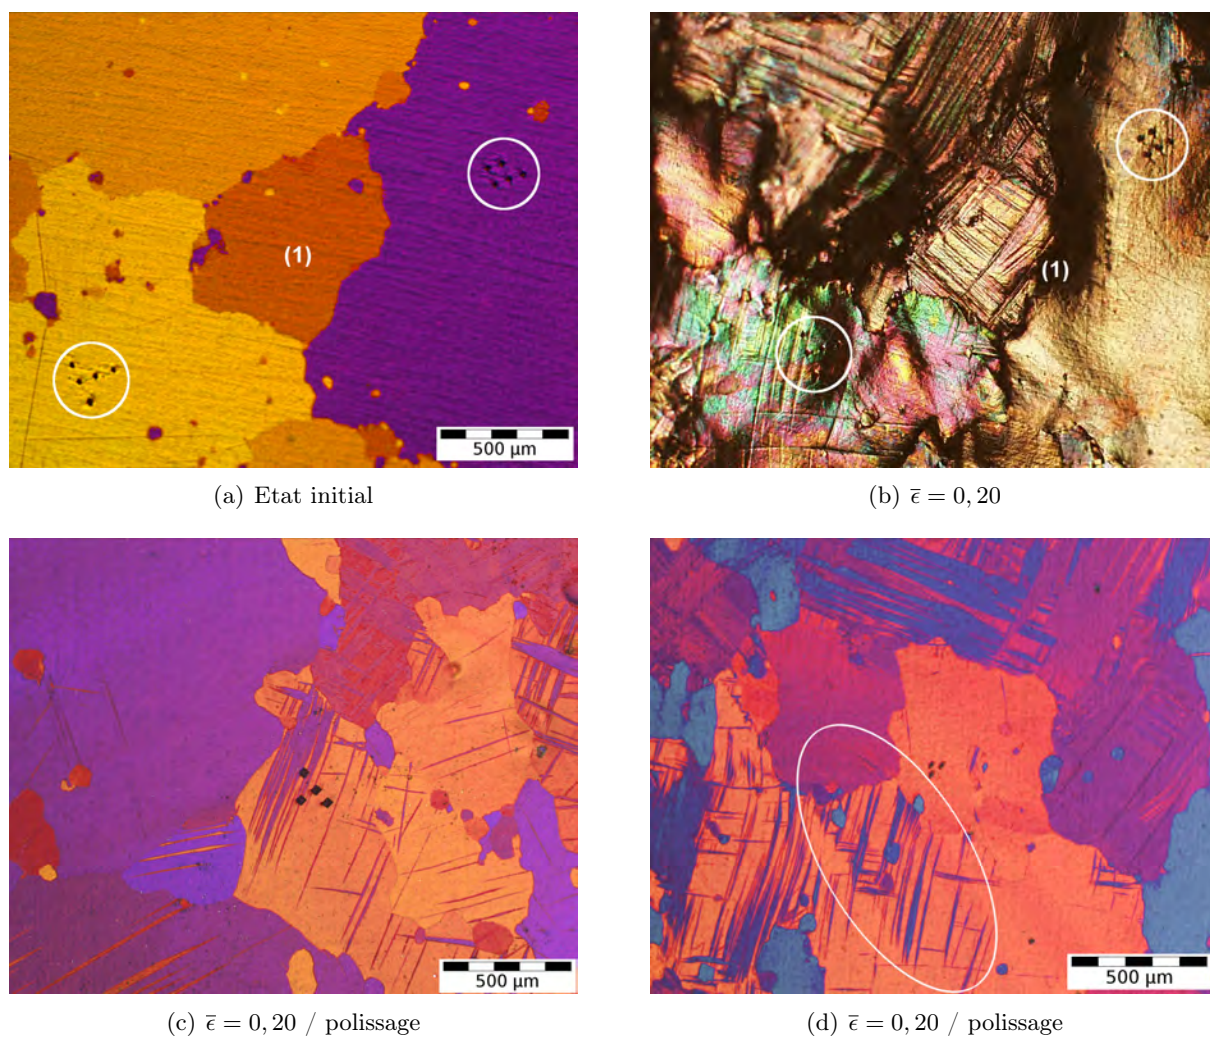 (1)
500 µm
(a) Etat initial
(1)
(b) ε̅ = 0, 20
500 µm
(c) ε̅ = 0, 20 / polissage
500 µm
(d) ε̅ = 0, 20 / polissage